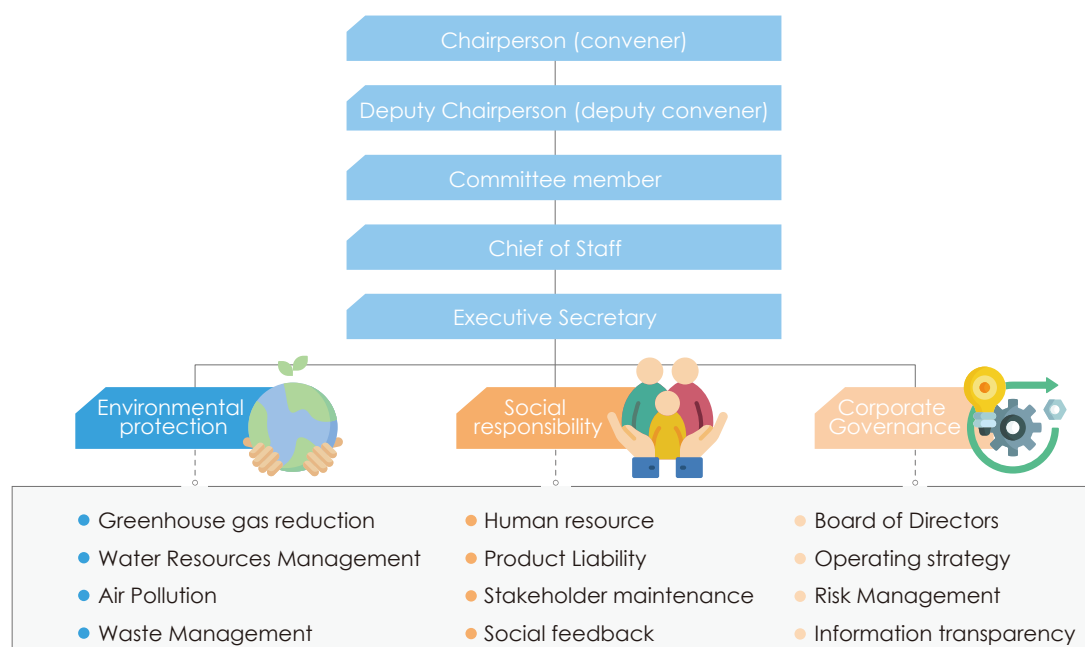 Chairperson (convener)
Deputy Chairperson (deputy convener)
Committee member
Chief of Staff
Executive Secretary
Environmental
protection
Social
responsibility
Corporate
Governance
Greenhouse gas reduction
Water Resources Management
Air Pollution
Waste Management
Human resource
Product Liability
Stakeholder maintenance
Social feedback
Board of Directors
Operating strategy
Risk Management
Information transparency